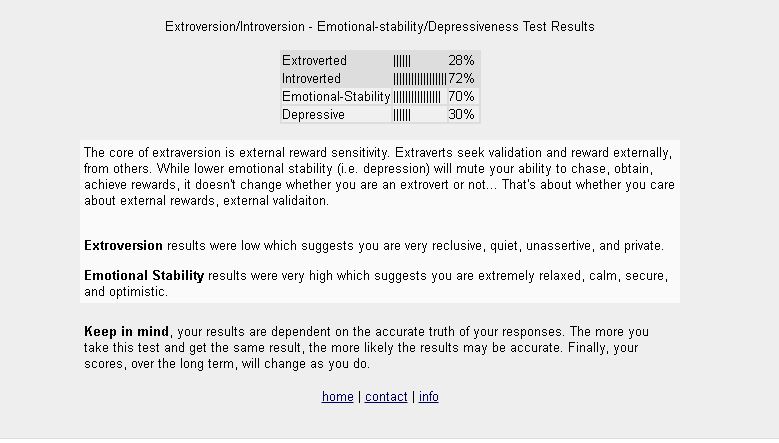 Extroversion/Introversion - Emotional-stability/Depressiveness Test Results
Extroverted |||||| 28%
Introverted |||||||||||||||||| 72%
Emotional-Stability |||||||||||||||| 70%
Depressive |||||| 30%
The core of extraversion is external reward sensitivity. Extraverts seek validation and reward externally,
from others. While lower emotional stability (i.e. depression) will mute your ability to chase, obtain,
achieve rewards, it doesn't change whether you are an extrovert or not... That's about whether you care
about external rewards, external validaiton.
Extroversion results were low which suggests you are very reclusive, quiet, unassertive, and private.
Emotional Stability results were very high which suggests you are extremely relaxed, calm, secure,
and optimistic.
Keep in mind, your results are dependent on the accurate truth of your responses. The more you
take this test and get the same result, the more likely the results may be accurate. Finally, your
scores, over the long term, will change as you do.
home | contact | info